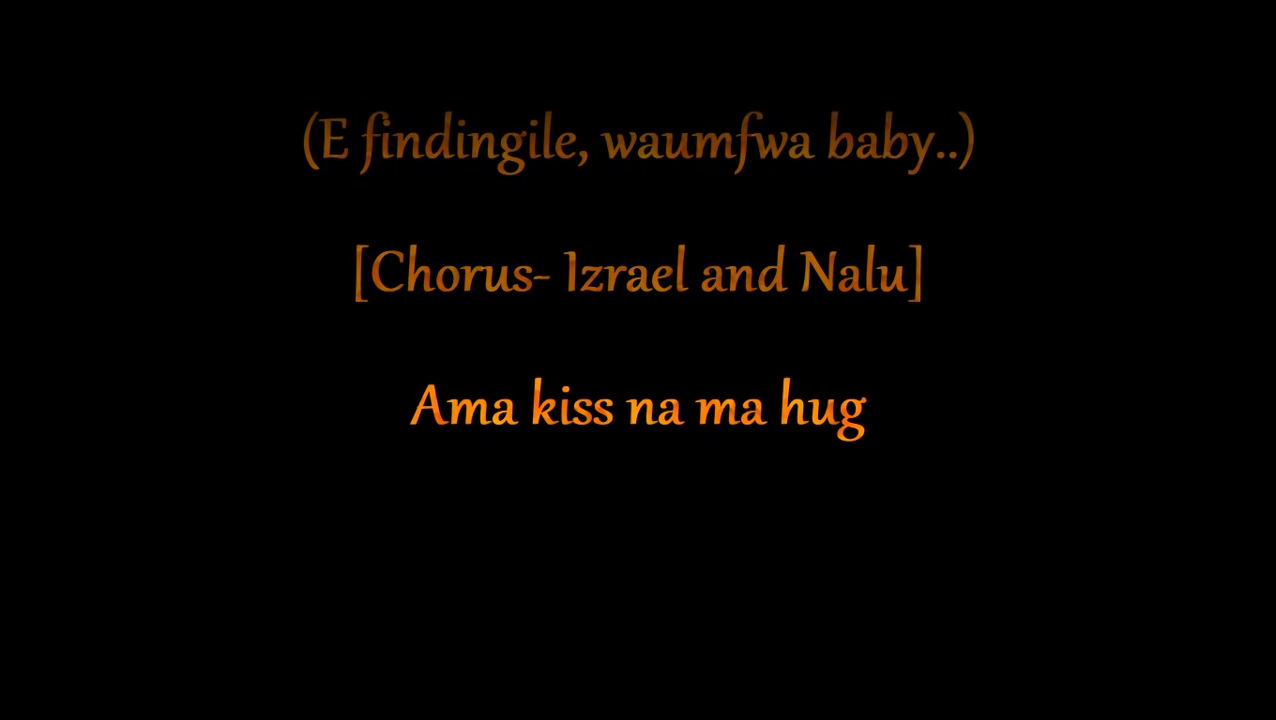 (E findingile, waumfwa baby..)
[Chorus- Izrael and Nalu]
Ama kiss na ma hug